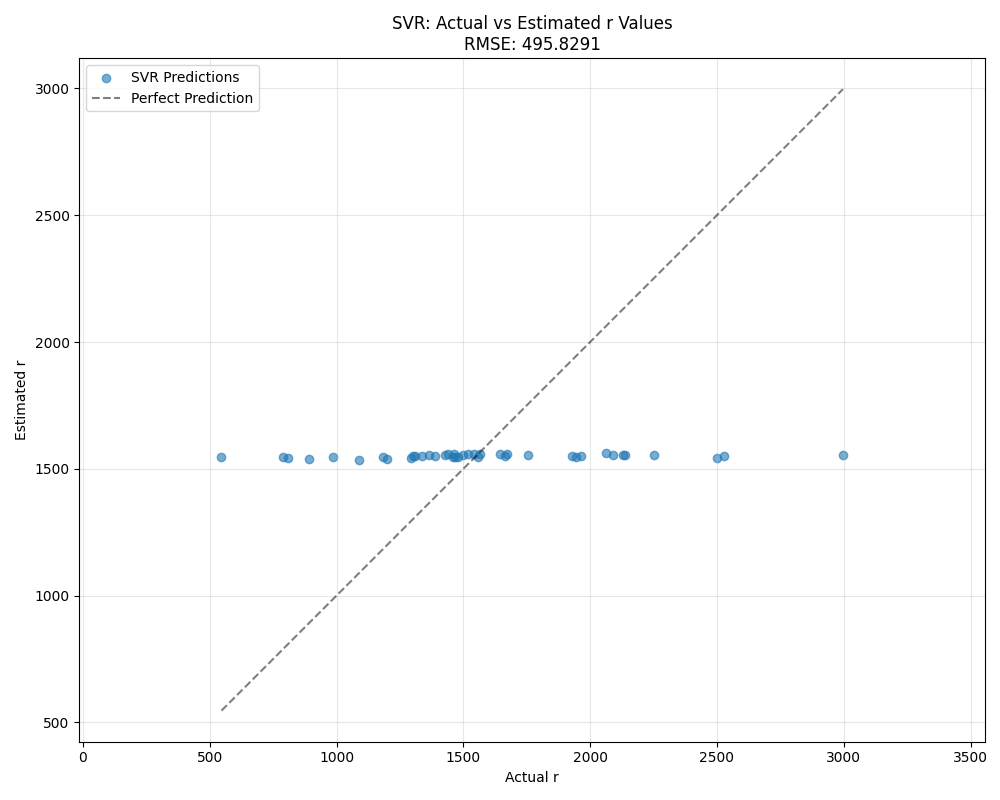 SVR: Actual vs Estimated r Values
RMSE: 495.8291
SVR Predictions
Perfect Prediction
3000
2500
2000
1500
1000
500
Estimated r
0
500
1000
1500
2000
2500
3000
3500
Actual r